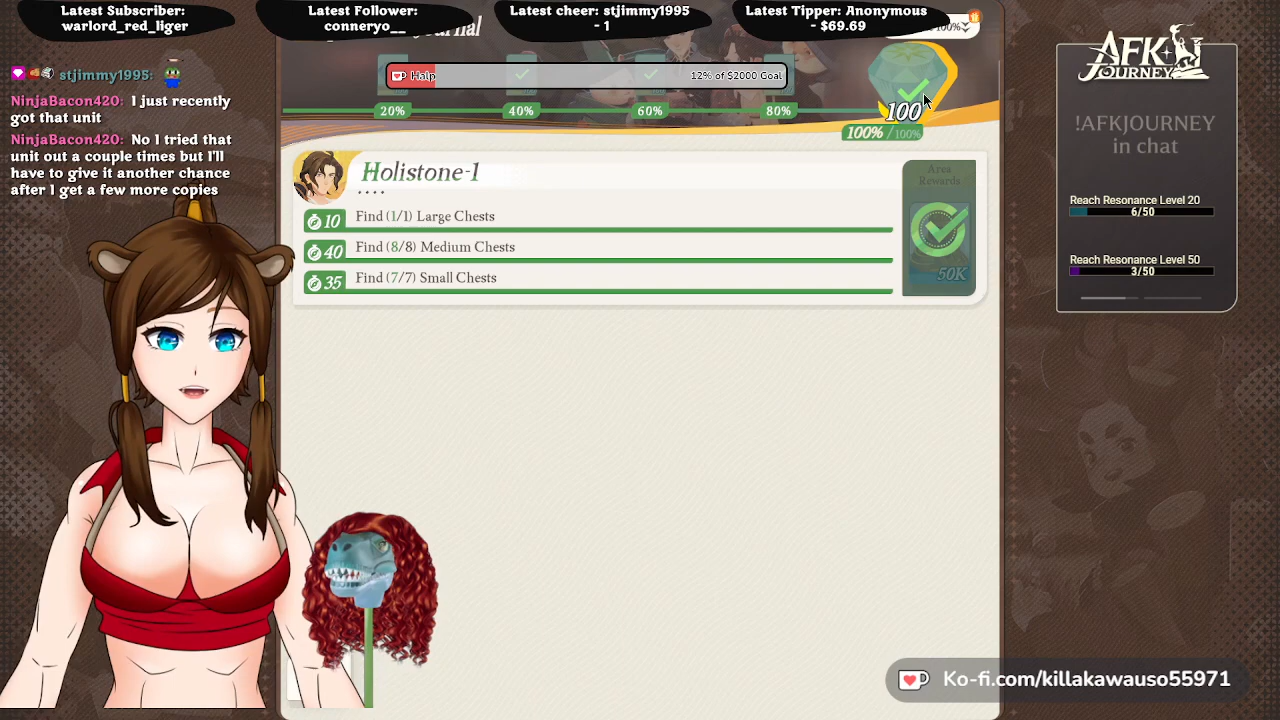 Latest Subscriber:
warlord_red_liger
Latest Follower:
conneryo__
Latest cheer: stjimmy1995
- 1
Latest Tipper: Anonymous
- $69.69
100%
nal
stjimmy1995:
NinjaBacon420: I just recently
got that unit
NinjaBacon420: No I tried that
unit out a couple times but I'll
have to give it another chance
after I get a few more copies
Halp
12% of $2000 Goal
20%
40%
60%
80%
100
100% /100%
Holistone-1
Area
Rewards
10
Find (1/1) Large Chests
40
Find (8/8) Medium Chests
35
Find (7/7) Small Chests
50K
AFK
JOURNEY
!AFKJOURNEY
in chat
Reach Resonance Level 20
6/50
Reach Resonance Level 50
3/50
Ko-fi.com/killakawauso55971